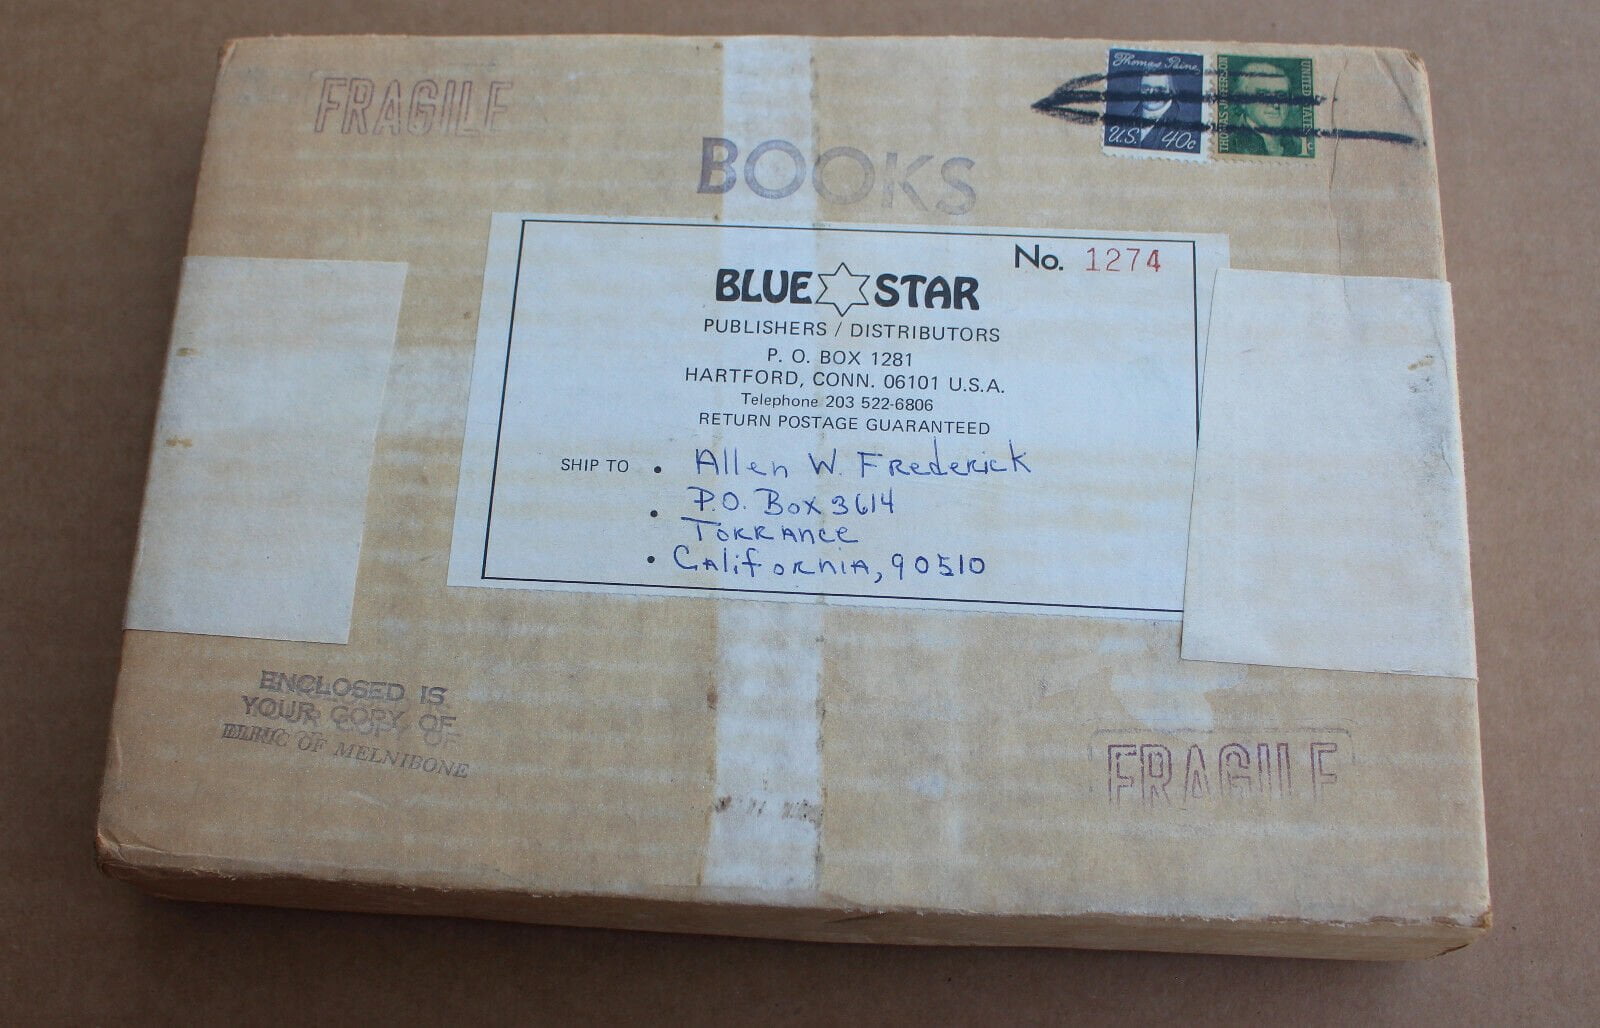 FRAGILE
Thomas Paine
U.S. 40c
THOMAS JEFFERSON
UNITED STATES
1c
BOOKS
No. 1274
BLUE STAR
PUBLISHERS / DISTRIBUTORS
P. O. BOX 1281
HARTFORD, CONN. 06101 U.S.A.
Telephone 203 522-6806
RETURN POSTAGE GUARANTEED
SHIP TO • Allen W. Frederick
• P.O. Box 3614
Torrance
• California, 90510
ENCLOSED IS
YOUR COPY OF
ELRIC OF MELNIBONE
FRAGILE